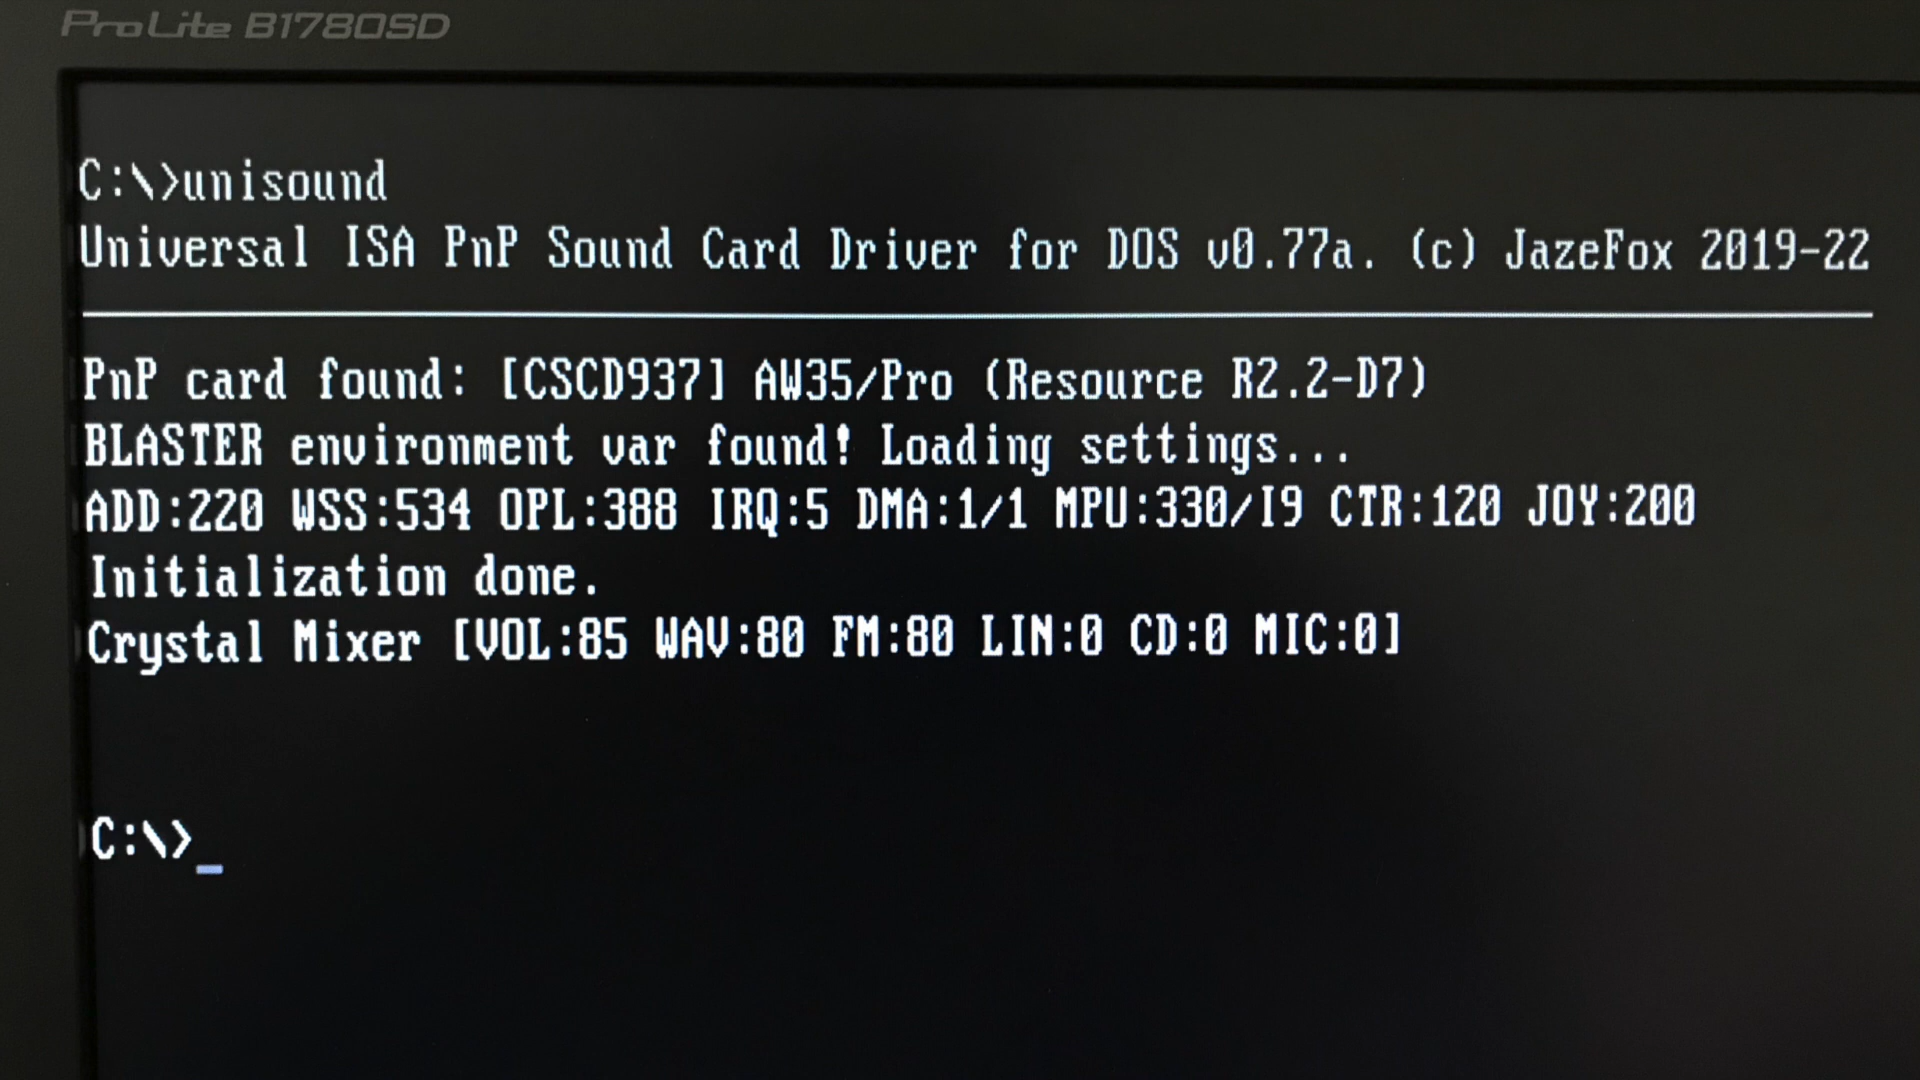 ProLite B1780SD
C:\>unisound
Universal ISA PnP Sound Card Driver for DOS v0.77a. (c) JazeFox 2019-22
PnP card found: [CSCD937] AW35/Pro (Resource R2.2-D7)
BLASTER environment var found! Loading settings...
ADD:220 WSS:534 OPL:388 IRQ:5 DMA:1/1 MPU:330/I9 CTR:120 JOY:200
Initialization done.
Crystal Mixer [VOL:85 WAV:80 FM:80 LIN:0 CD:0 MIC:0]
C:\>_